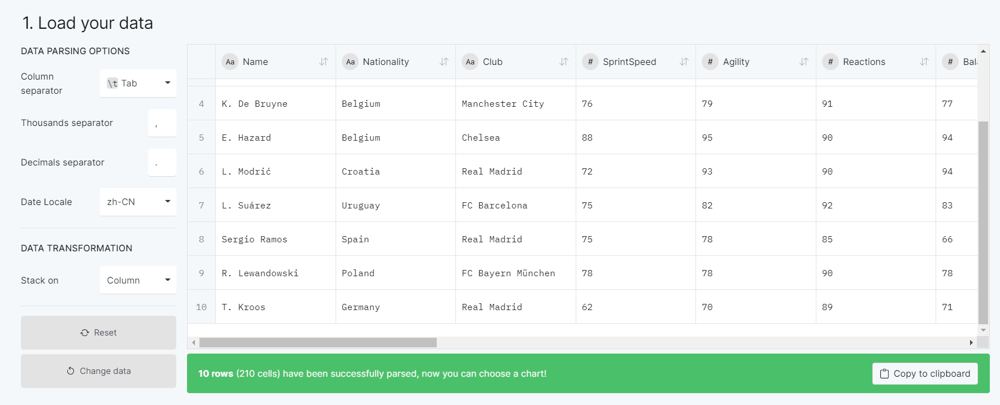 1. Load your data
DATA PARSING OPTIONS
Column separator
\t Tab
Thousands separator
,
Decimals separator
.
Date Locale
zh-CN
DATA TRANSFORMATION
Stack on
Column
Reset
Change data
Aa Name Aa Nationality Aa Club # SprintSpeed # Agility # Reactions #
4 K. De Bruyne Belgium Manchester City 76 79 91 77
5 E. Hazard Belgium Chelsea 88 95 90 94
6 L. Modrić Croatia Real Madrid 72 93 90 94
7 L. Suárez Uruguay FC Barcelona 75 82 92 83
8 Sergio Ramos Spain Real Madrid 75 78 85 66
9 R. Lewandowski Poland FC Bayern München 78 78 90 78
10 T. Kroos Germany Real Madrid 62 70 89 71
10 rows (210 cells) have been successfully parsed, now you can choose a chart!
Copy to clipboard